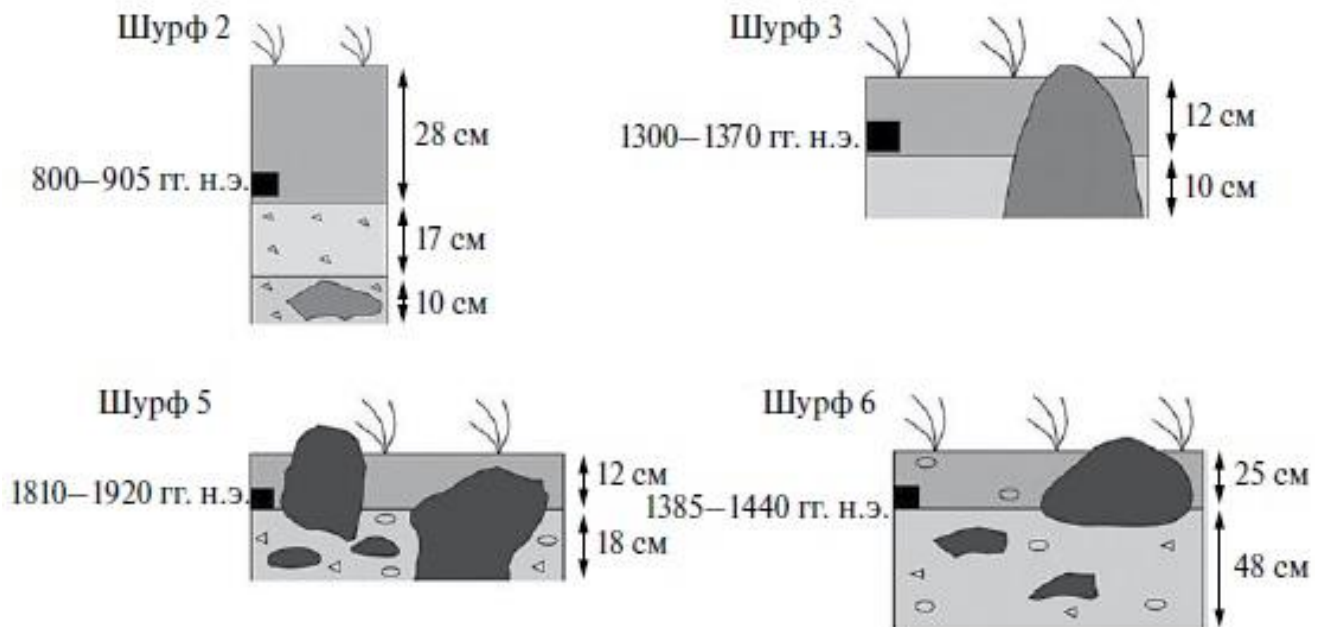 Шурф 2
28 см
800–905 гг. н.э.
17 см
10 см
Шурф 3
12 см
1300–1370 гг. н.э.
10 см
Шурф 5
12 см
1810–1920 гг. н.э.
18 см
Шурф 6
25 см
1385–1440 гг. н.э.
48 см